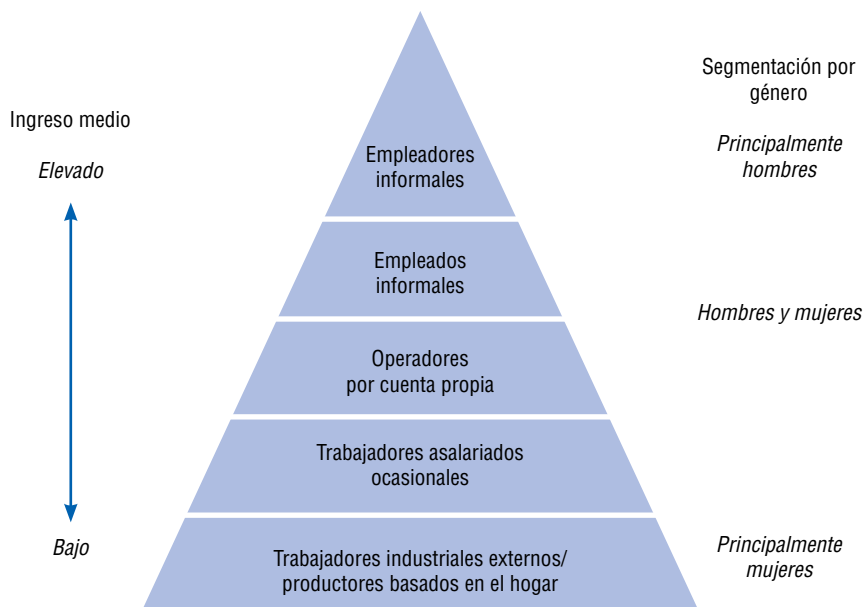 Ingreso medio
Elevado
Bajo
Empleadores
informales
Empleados
informales
Operadores
por cuenta propia
Trabajadores asalariados
ocasionales
Trabajadores industriales externos/
productores basados en el hogar
Segmentación por
género
Principalmente
hombres
Hombres y mujeres
Principalmente
mujeres